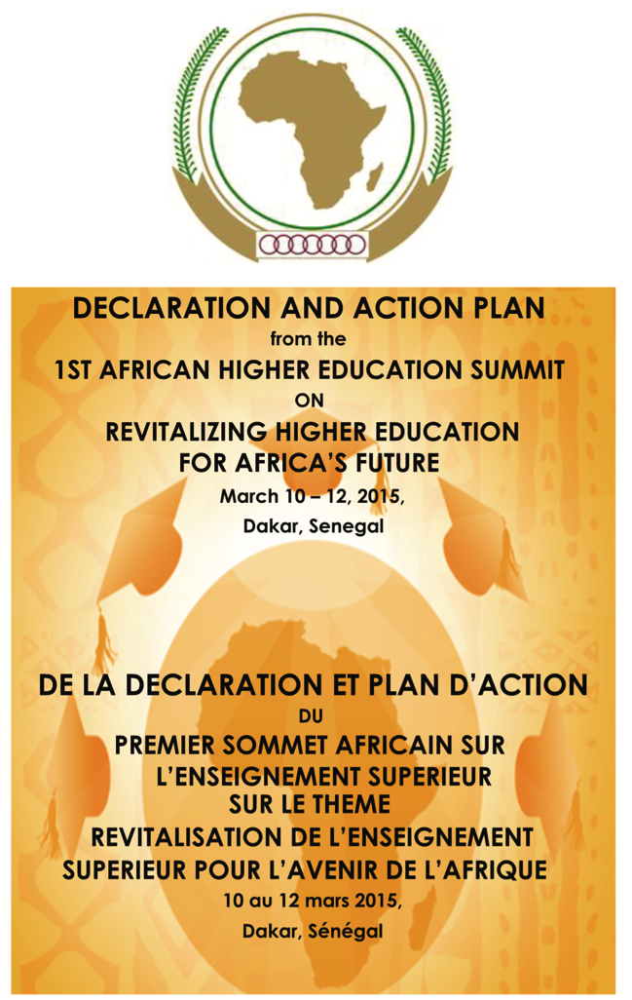 DECLARATION AND ACTION PLAN
from the
1ST AFRICAN HIGHER EDUCATION SUMMIT
ON
REVITALIZING HIGHER EDUCATION
FOR AFRICA'S FUTURE
March 10 – 12, 2015,
Dakar, Senegal
DE LA DECLARATION ET PLAN D'ACTION
DU
PREMIER SOMMET AFRICAIN SUR
L'ENSEIGNEMENT SUPERIEUR
SUR LE THEME
REVITALISATION DE L'ENSEIGNEMENT
SUPERIEUR POUR L'AVENIR DE L'AFRIQUE
10 au 12 mars 2015,
Dakar, Sénégal